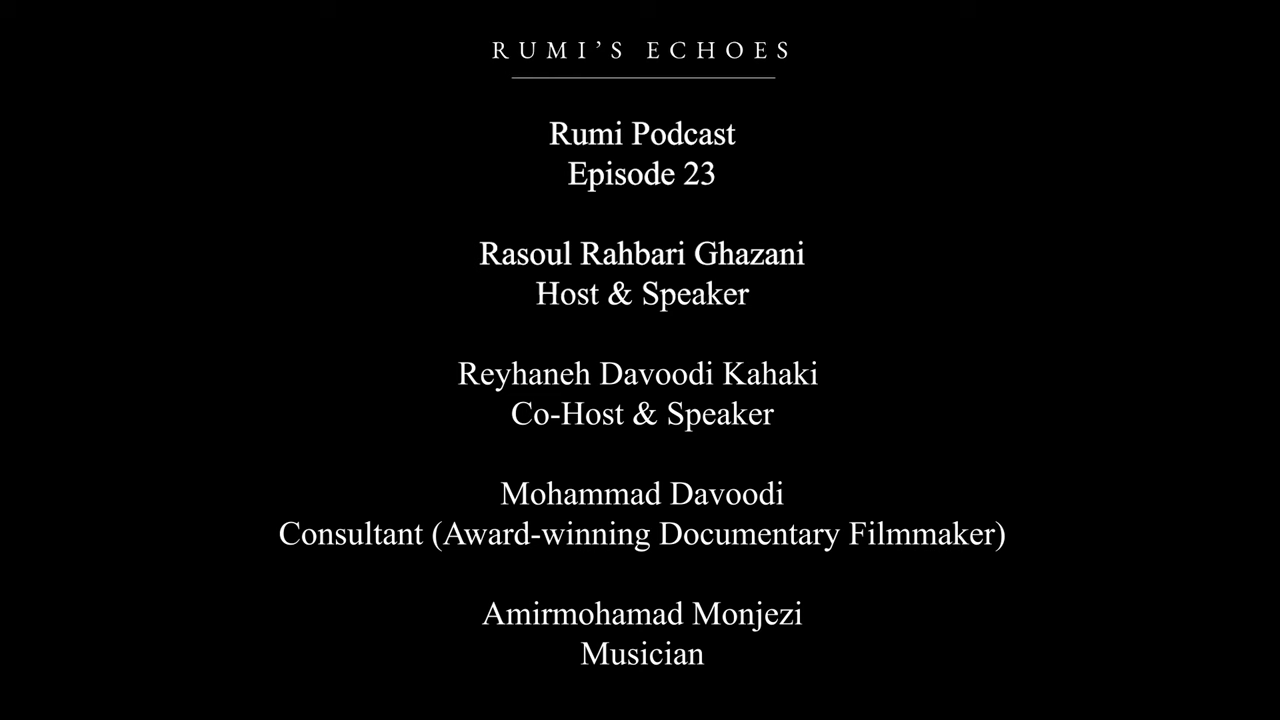 RUMI’S ECHOES
Rumi Podcast
Episode 23
Rasoul Rahbari Ghazani
Host & Speaker
Reyhaneh Davoodi Kahaki
Co-Host & Speaker
Mohammad Davoodi
Consultant (Award-winning Documentary Filmmaker)
Amirmohamad Monjezi
Musician